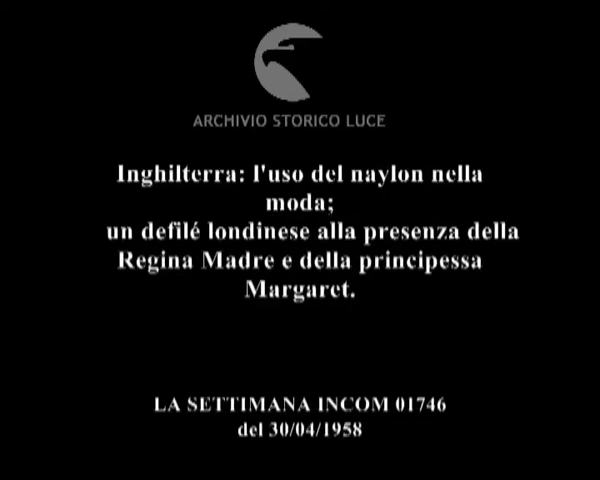 ARCHIVIO STORICO LUCE
Inghilterra: l'uso del naylon nella
moda;
un defilé londinese alla presenza della
Regina Madre e della principessa
Margaret.
LA SETTIMANA INCOM 01746
del 30/04/1958